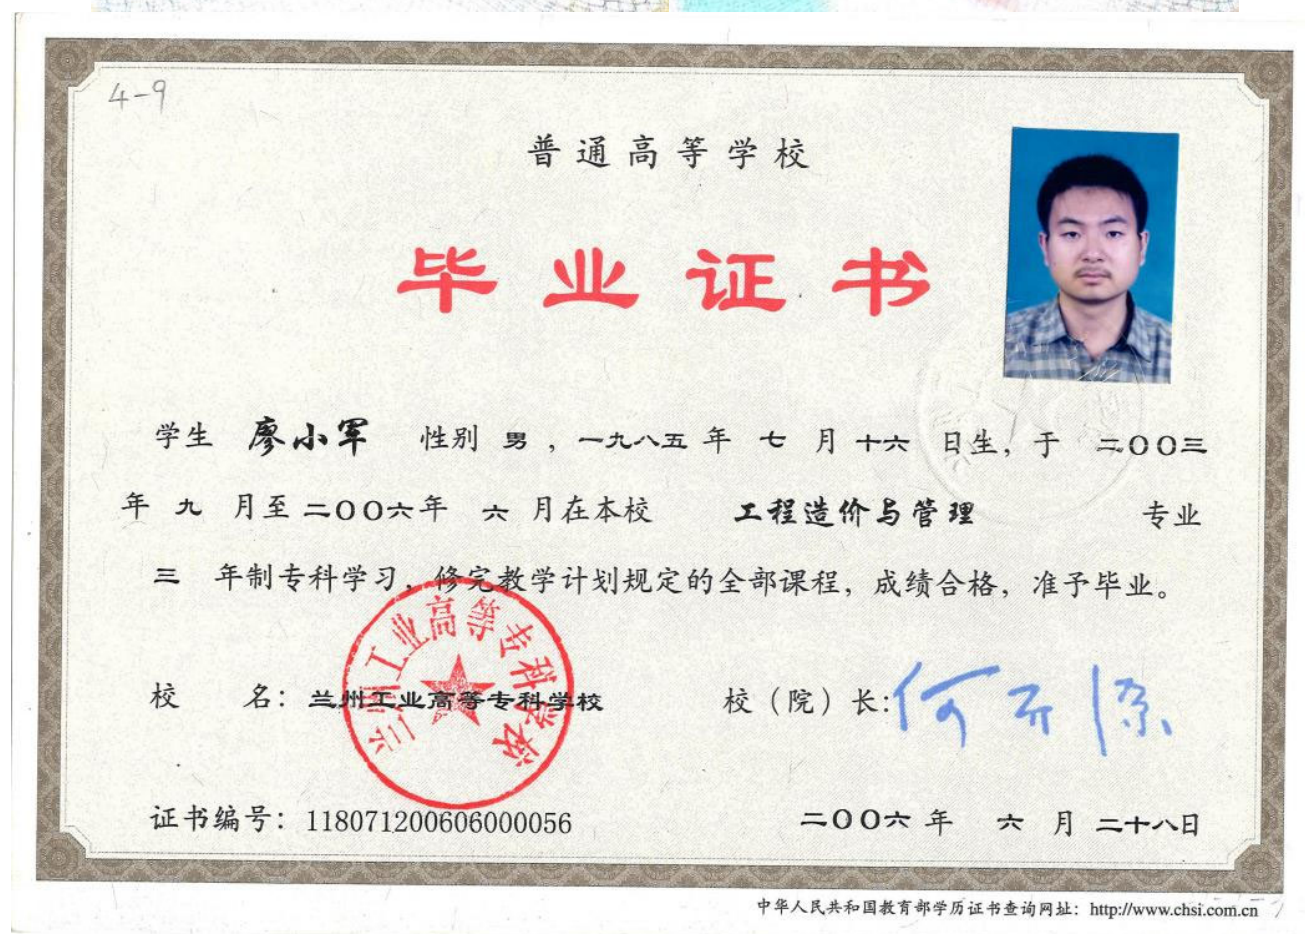 4-9
普通高等学校
毕业证书
学生 廖小军 性别 男，一九八五 年 七 月 十六 日生，于 二〇〇三
年 九 月至 二〇〇六年 六 月在本校 工程造价与管理 专业
三 年制专科学习，修完教学计划规定的全部课程，成绩合格，准予毕业。
兰州工业高等专科学校
校 名：兰州工业高等专科学校 校（院）长：
证书编号：118071200606000056 二〇〇六 年 六 月 二十八日
中华人民共和国教育部学历证书查询网址：http://www.chsi.com.cn